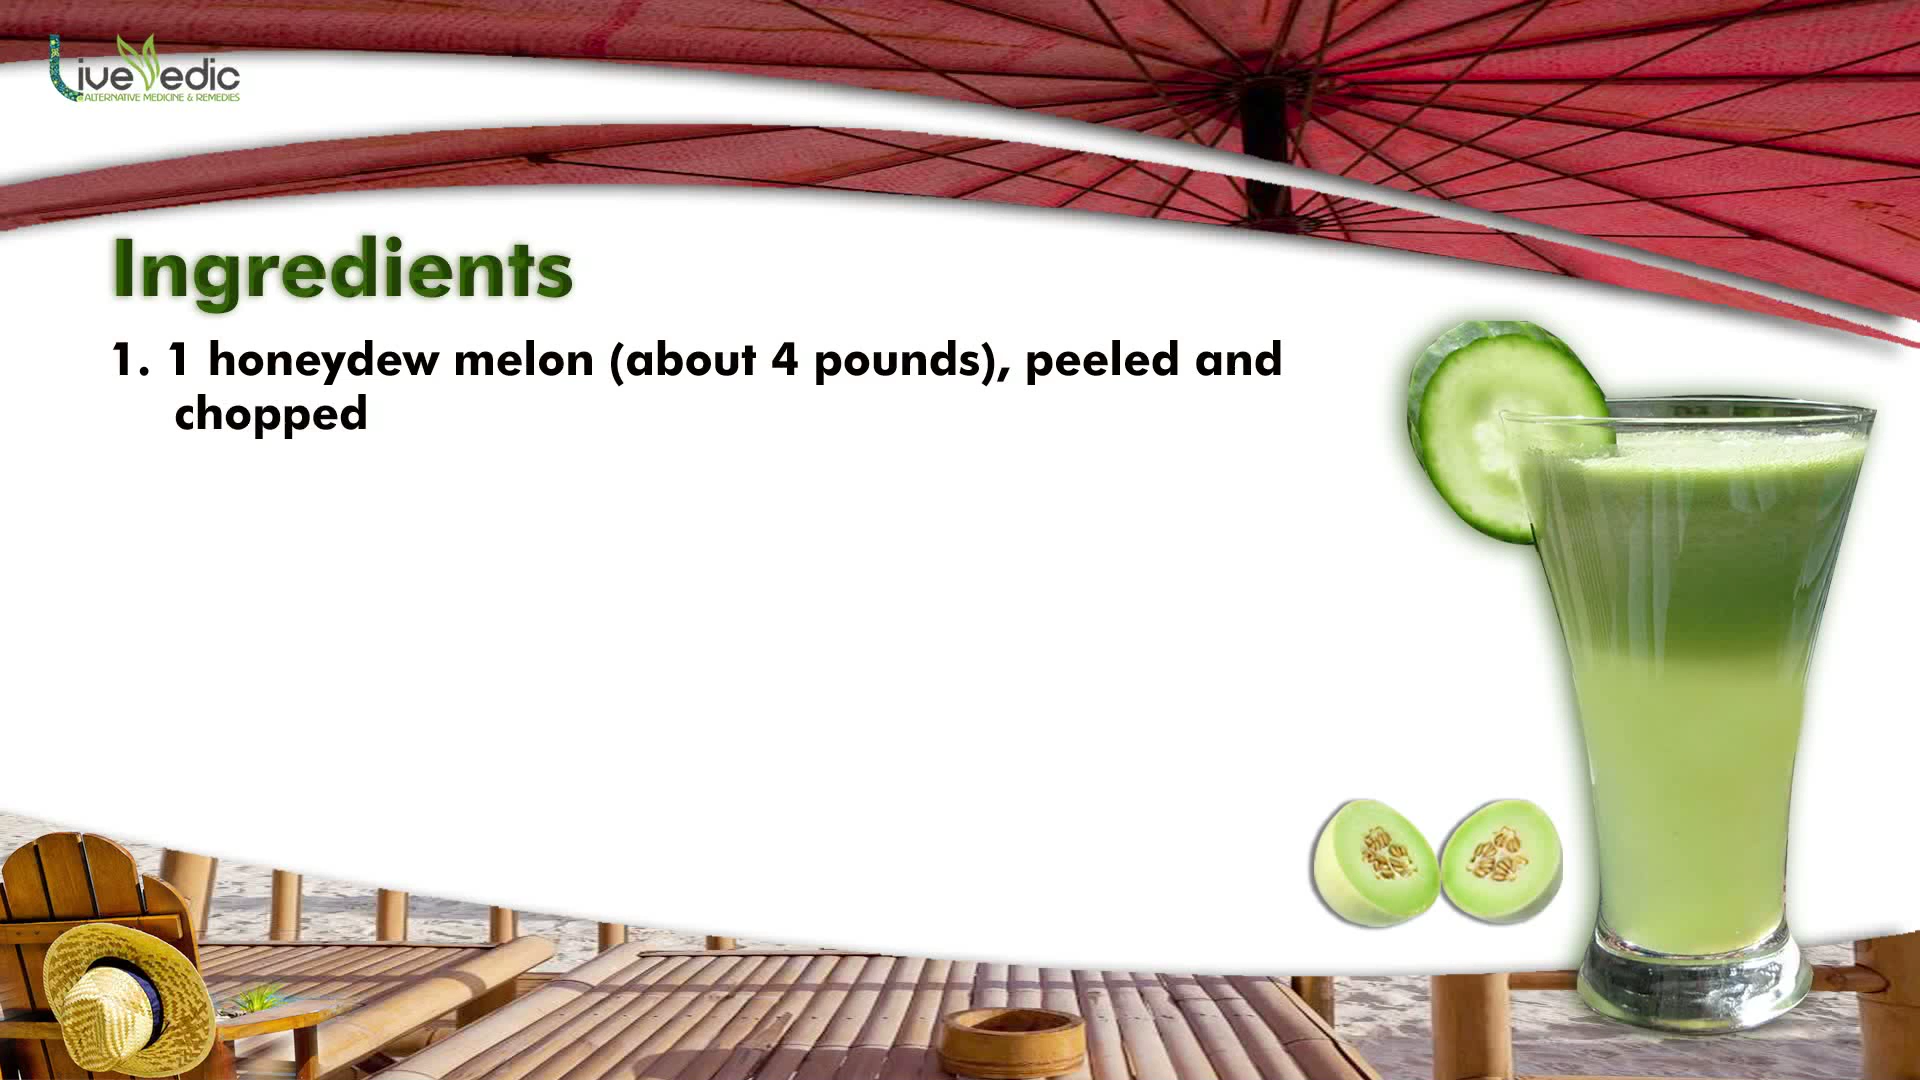 LiveVedic
ALTERNATIVE MEDICINE & REMEDIES
Ingredients
1. 1 honeydew melon (about 4 pounds), peeled and
chopped